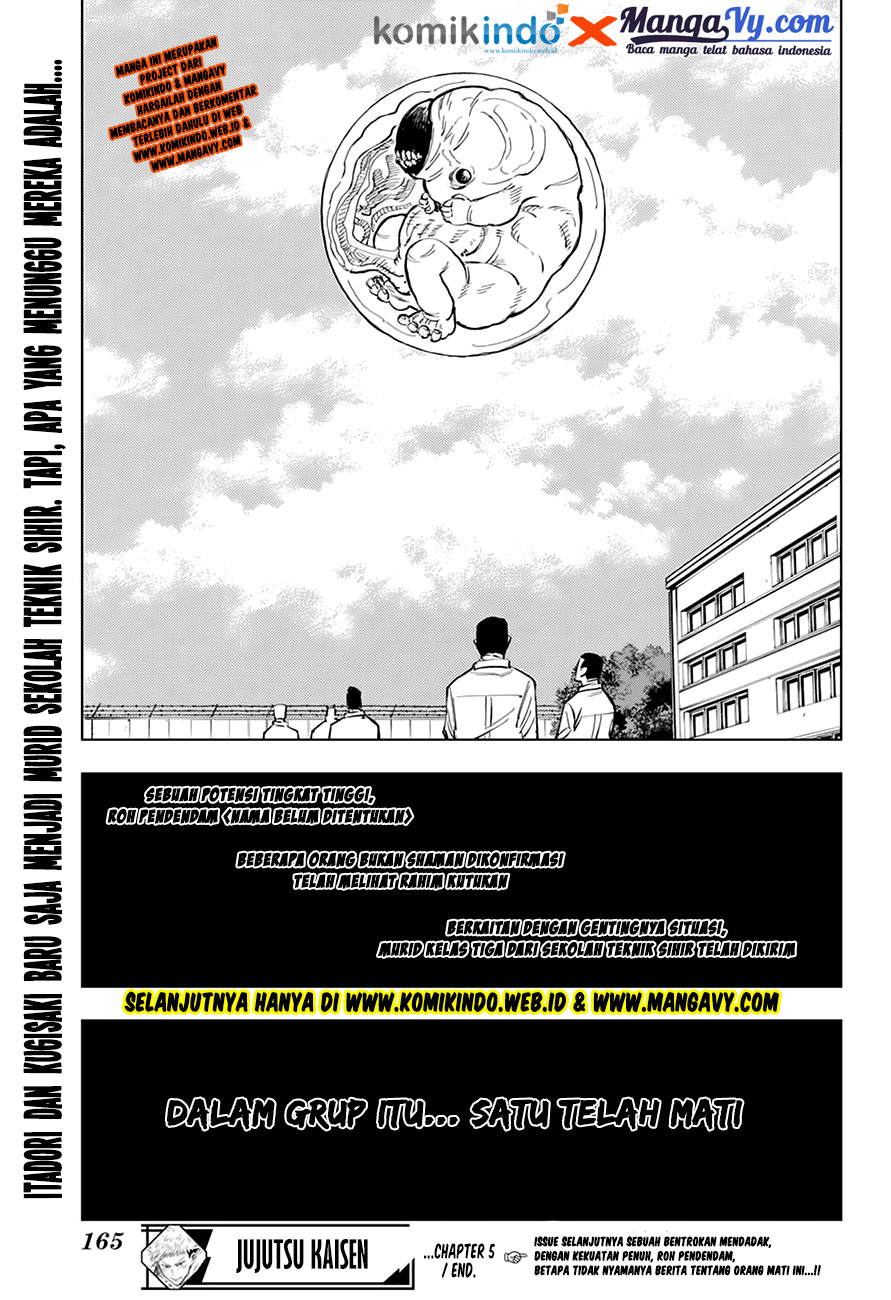 komikindo
www.komikindo.web.id
X
MangaVy.com
Baca manga telat bahasa indonesia
MANGA INI MERUPAKAN
PROJECT DARI
KOMIKINDO & MANGAVY
HARGAILAH DENGAN
MEMBACANYA DAN BERKOMENTAR
TERLEBIH DAHULU DI WEB
WWW.KOMIKINDO.WEB.ID &
WWW.MANGAVY.COM
ITADORI DAN KUGISAKI BARU SAJA MENJADI MURID SEKOLAH TEKNIK SIHIR. TAPI, APA YANG MENUNGGU MEREKA ADALAH....
SEBUAH POTENSI TINGKAT TINGGI,
ROH PENDENDAM <NAMA BELUM DITENTUKAN>
BEBERAPA ORANG BUKAN SHAMAN DIKONFIRMASI
TELAH MELIHAT RAHIM KUTUKAN
BERKAITAN DENGAN GENTINGNYA SITUASI,
MURID KELAS TIGA DARI SEKOLAH TEKNIK SIHIR TELAH DIKIRIM
SELANJUTNYA HANYA DI WWW.KOMIKINDO.WEB.ID & WWW.MANGAVY.COM
DALAM GRUP ITU... SATU TELAH MATI
165
JUJUTSU KAISEN
...CHAPTER 5
/ END.
ISSUE SELANJUTNYA SEBUAH BENTROKAN MENDADAK,
DENGAN KEKUATAN PENUH, ROH PENDENDAM,
BETAPA TIDAK NYAMANYA BERITA TENTANG ORANG MATI INI...!!